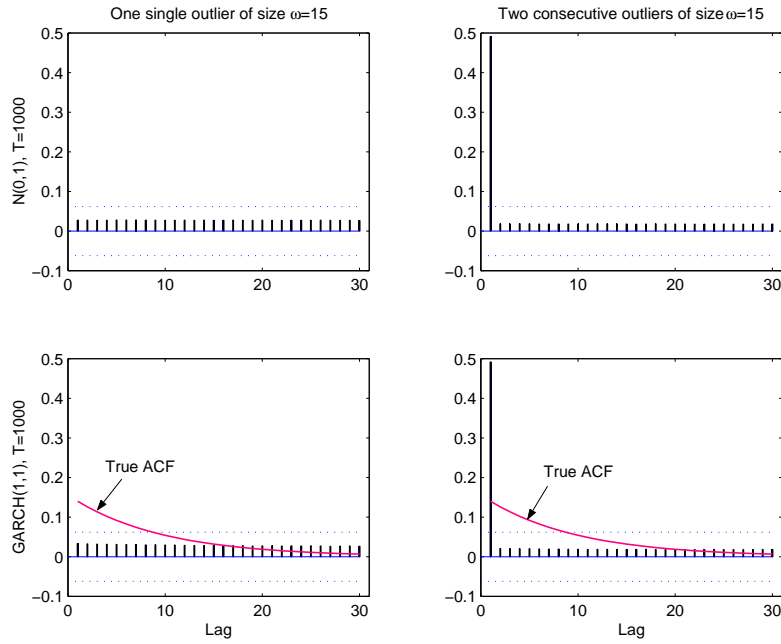 One single outlier of size ω=15
0.5
0.4
0.3
0.2
0.1
0
−0.1
N(0,1), T=1000
0 10 20 30
Two consecutive outliers of size ω=15
0.5
0.4
0.3
0.2
0.1
0
−0.1
0 10 20 30
0.5
0.4
0.3
0.2
0.1
0
−0.1
GARCH(1,1), T=1000
True ACF
0 10 20 30
Lag
0.5
0.4
0.3
0.2
0.1
0
−0.1
True ACF
0 10 20 30
Lag